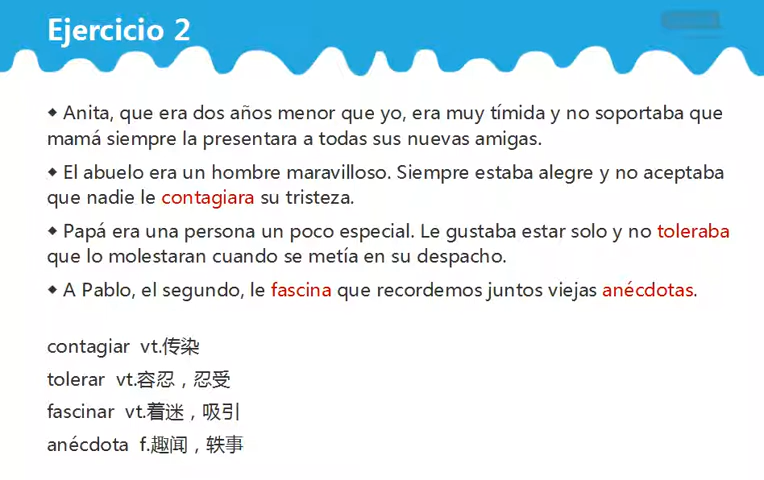 Ejercicio 2
◆ Anita, que era dos años menor que yo, era muy tímida y no soportaba que
mamá siempre la presentara a todas sus nuevas amigas.
◆ El abuelo era un hombre maravilloso. Siempre estaba alegre y no aceptaba
que nadie le contagiara su tristeza.
◆ Papá era una persona un poco especial. Le gustaba estar solo y no toleraba
que lo molestaran cuando se metía en su despacho.
◆ A Pablo, el segundo, le fascina que recordemos juntos viejas anécdotas.
contagiar vt.传染
tolerar vt.容忍，忍受
fascinar vt.着迷，吸引
anécdota f.趣闻，轶事